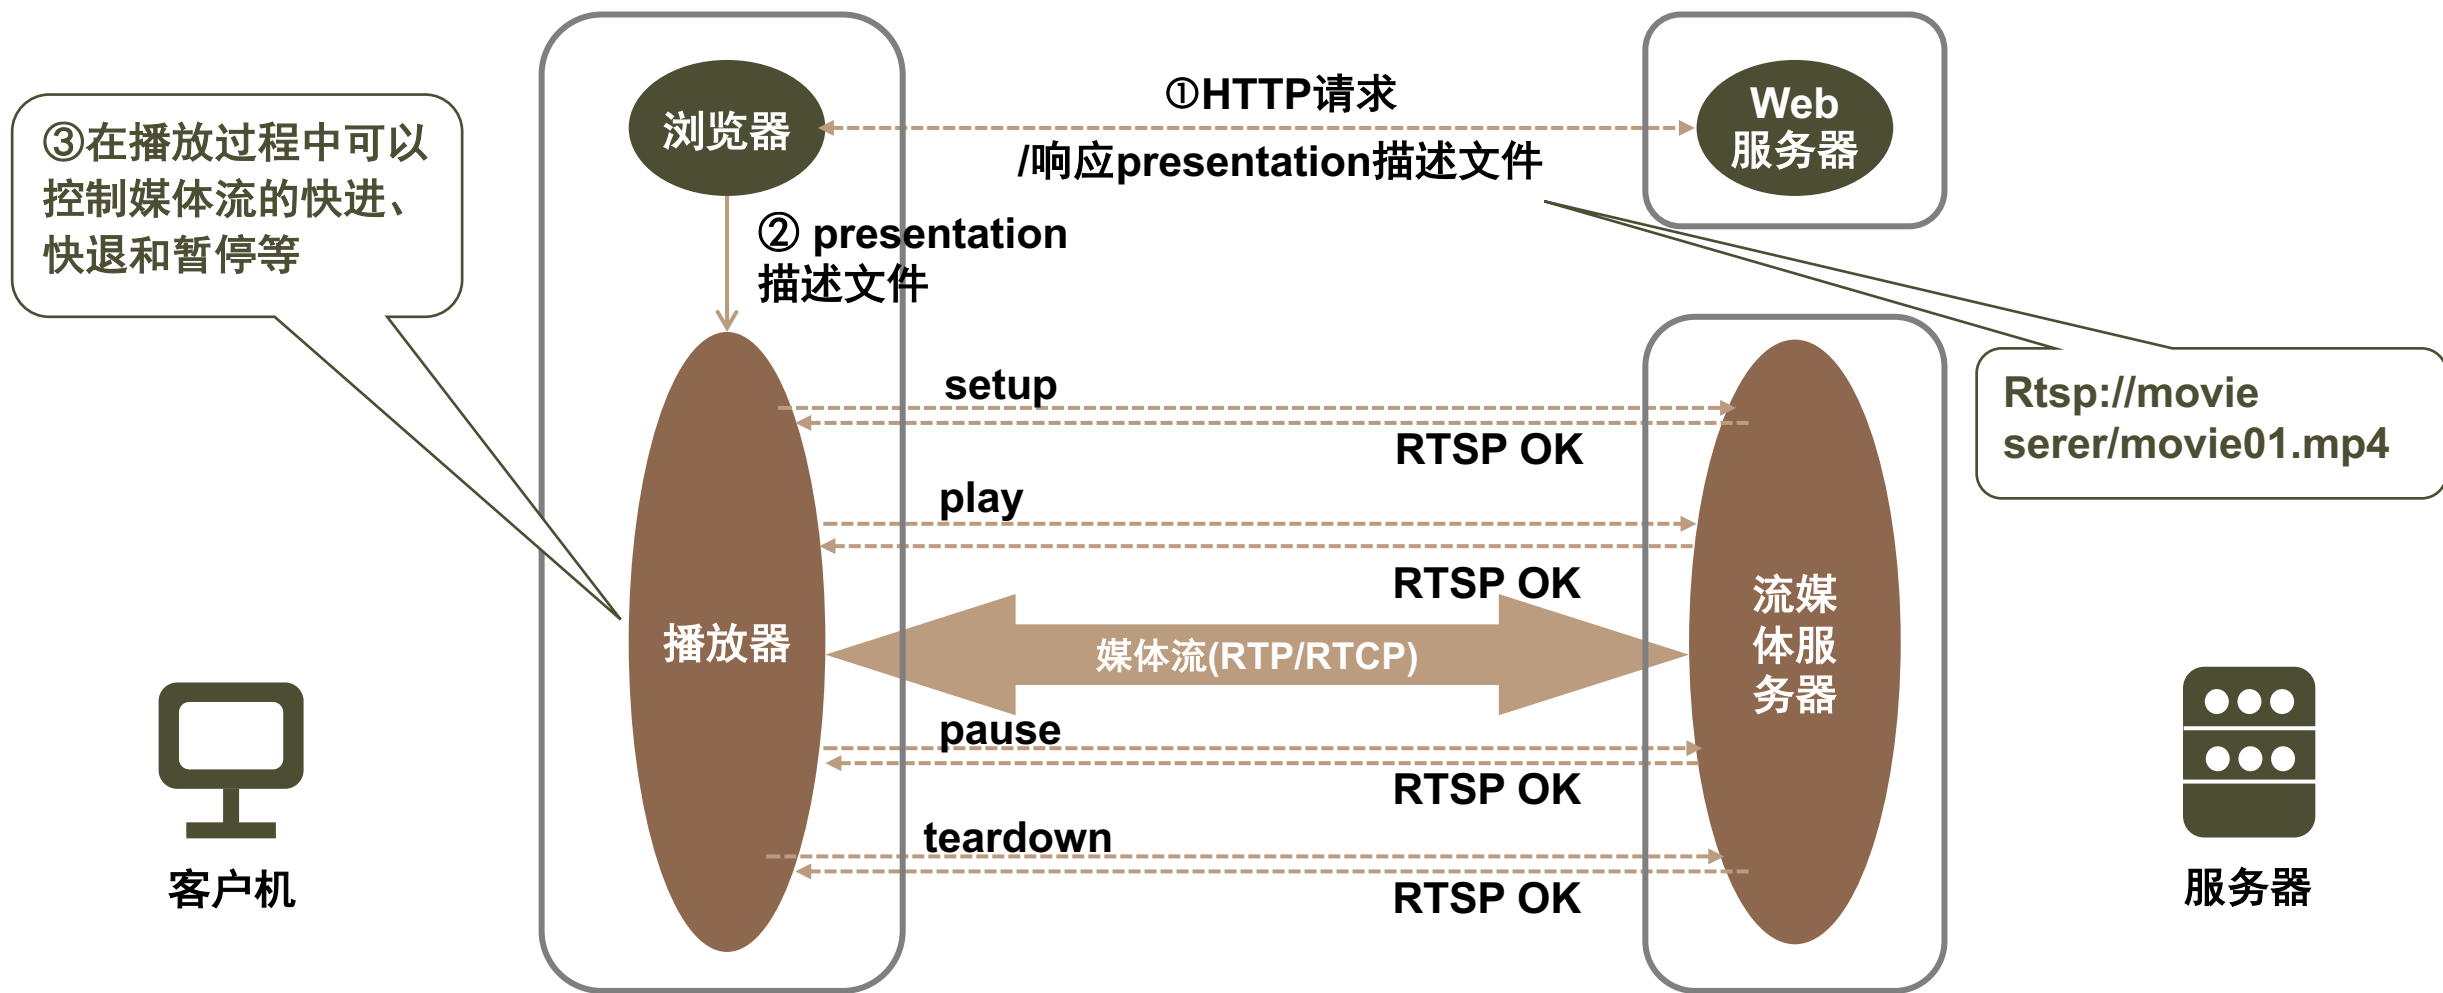 浏览器
①HTTP请求
/响应presentation描述文件
Web
服务器
③在播放过程中可以
控制媒体流的快进、
快退和暂停等
② presentation
描述文件
setup
RTSP OK
Rtsp://movie
serer/movie01.mp4
play
RTSP OK
播放器
媒体流(RTP/RTCP)
流媒
体服
务器
pause
RTSP OK
teardown
RTSP OK
客户机
服务器